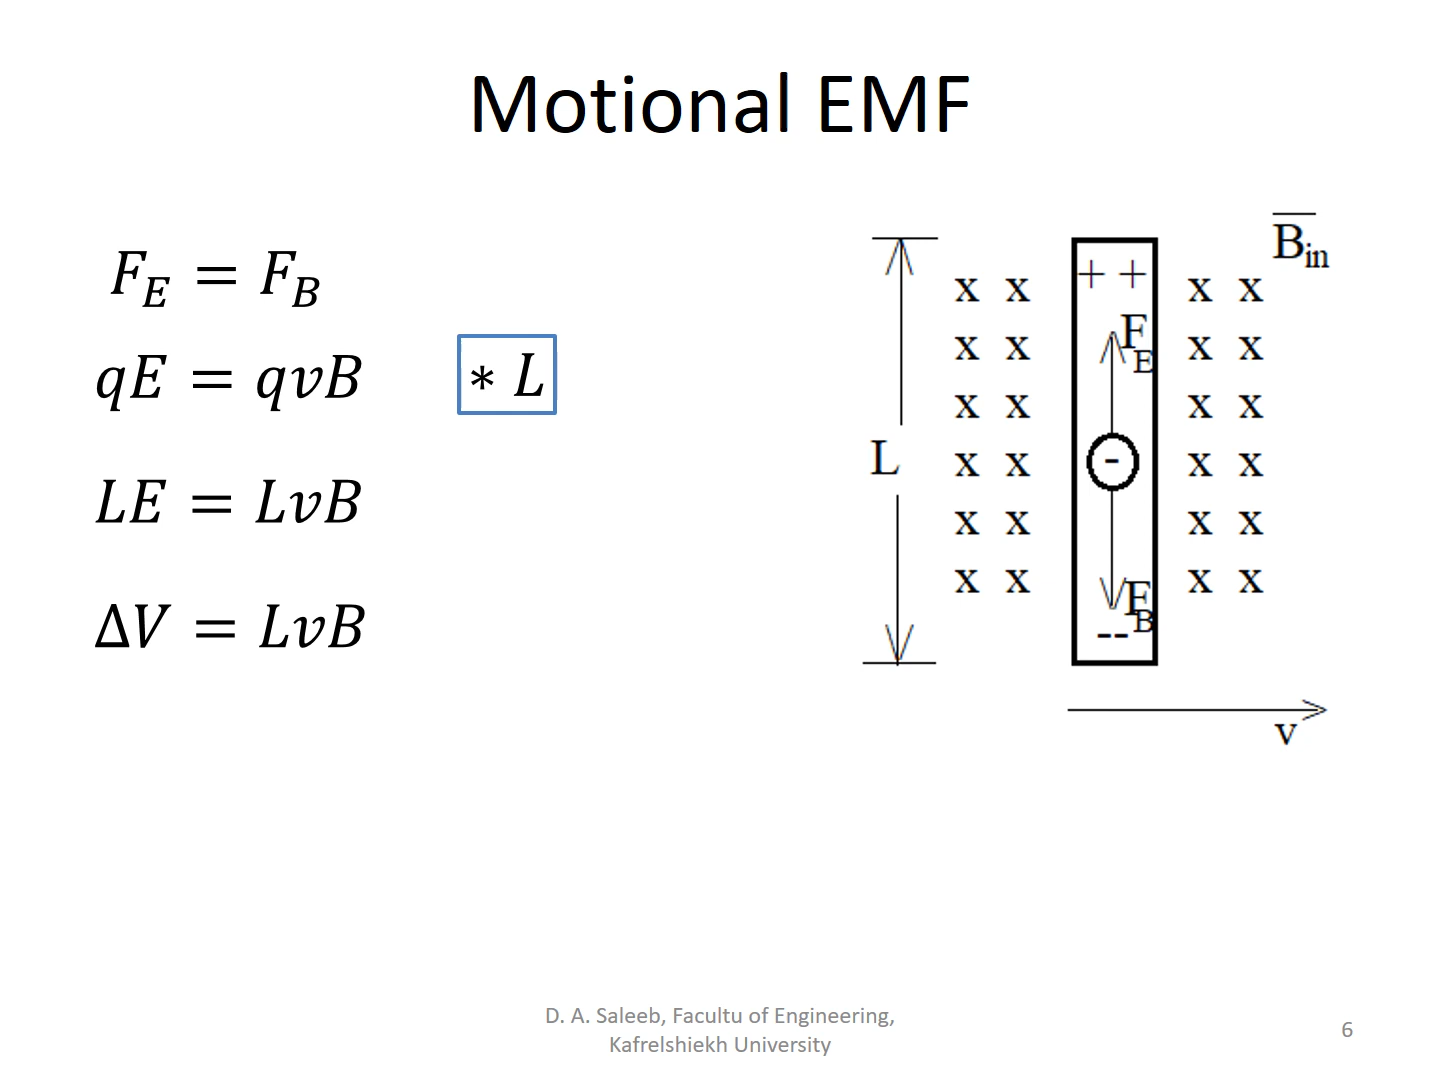 Motional EMF
F_E = F_B
qE = qvB
* L
LE = LvB
ΔV = LvB
B̅_in
+ +
x x x x
F_E
x x x x
x x x x
L
-
x x x x
x x x x
F_B
x x x x
--
v
D. A. Saleeb, Facultu of Engineering,
Kafrelshiekh University
6